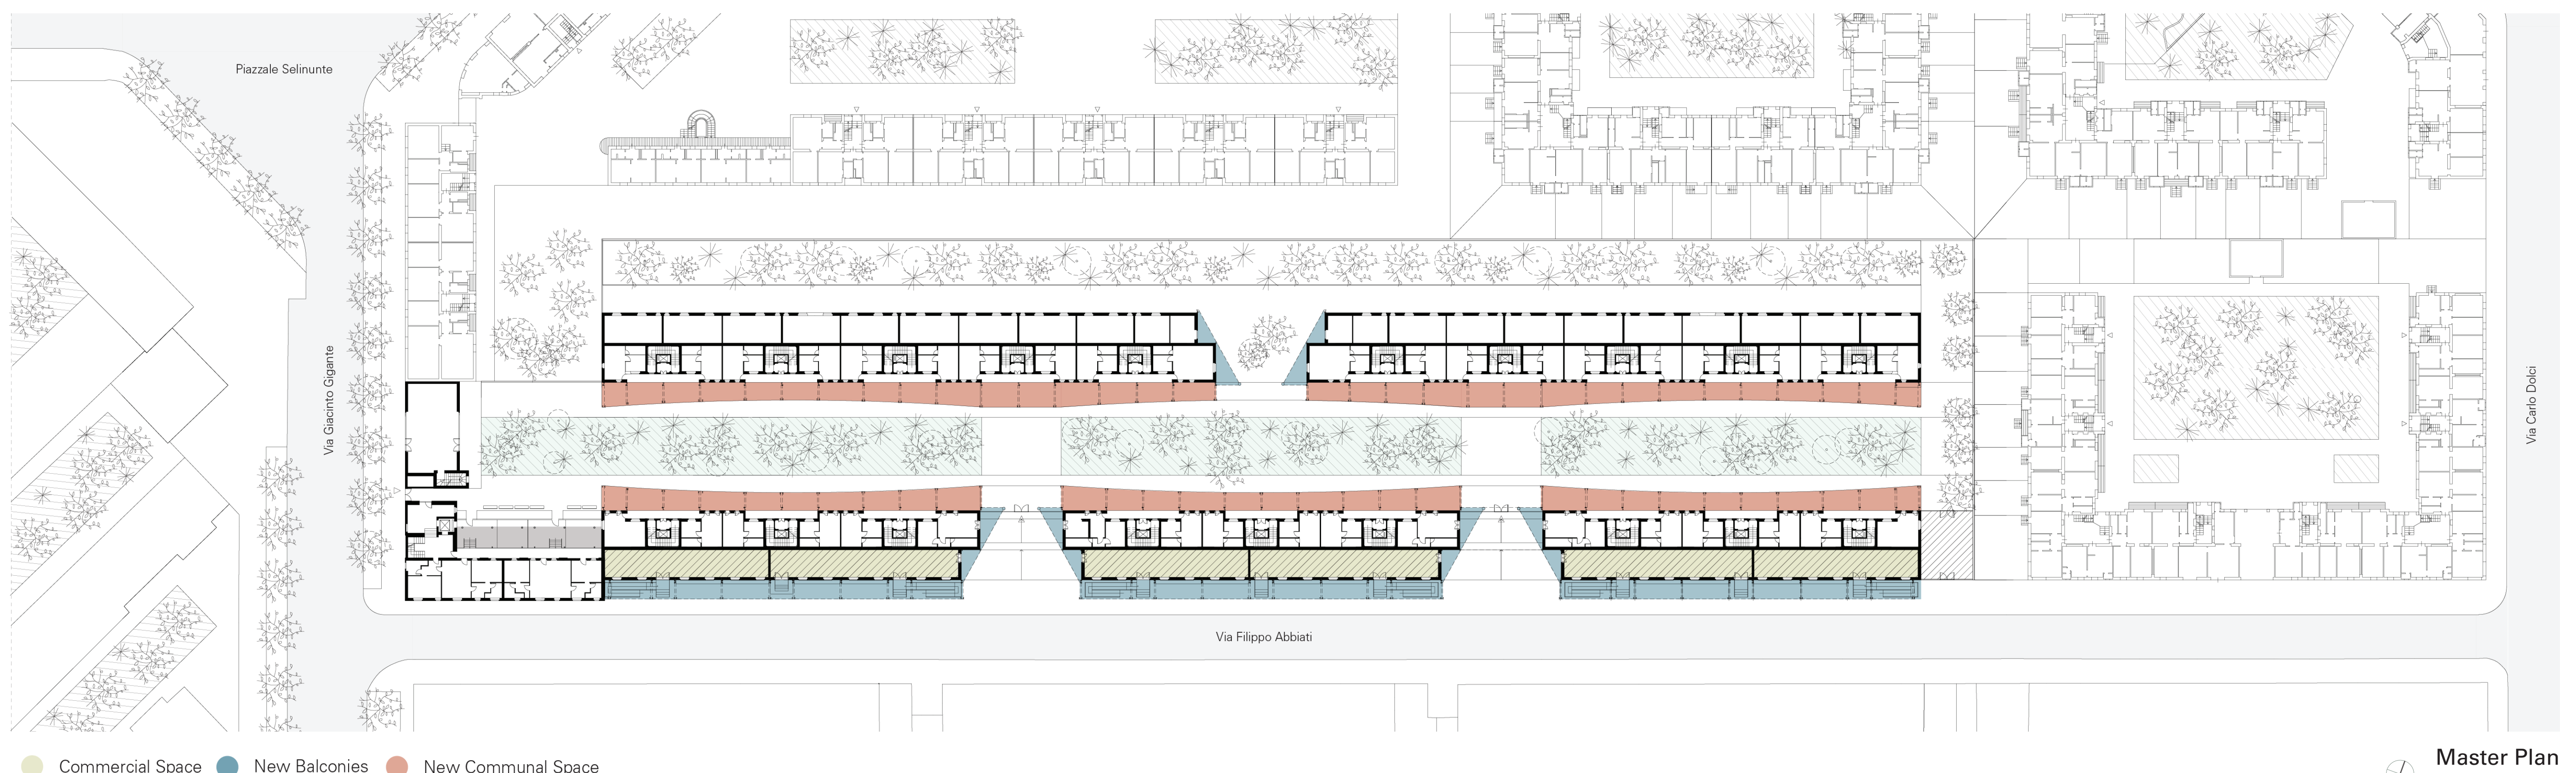 Piazzale Selinunte
Via Giacinto Gigante
Via Carlo Dolci
Via Filippo Abbiati
Commercial Space
New Balconies
New Communal Space
Master Plan